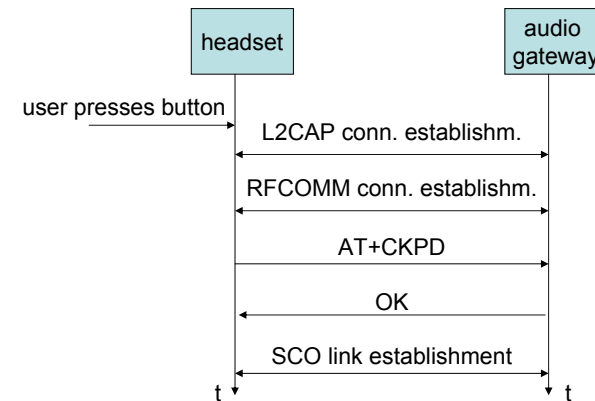 headset
audio
gateway
user presses button
L2CAP conn. establishm.
RFCOMM conn. establishm.
AT+CKPD
OK
SCO link establishment
t
t